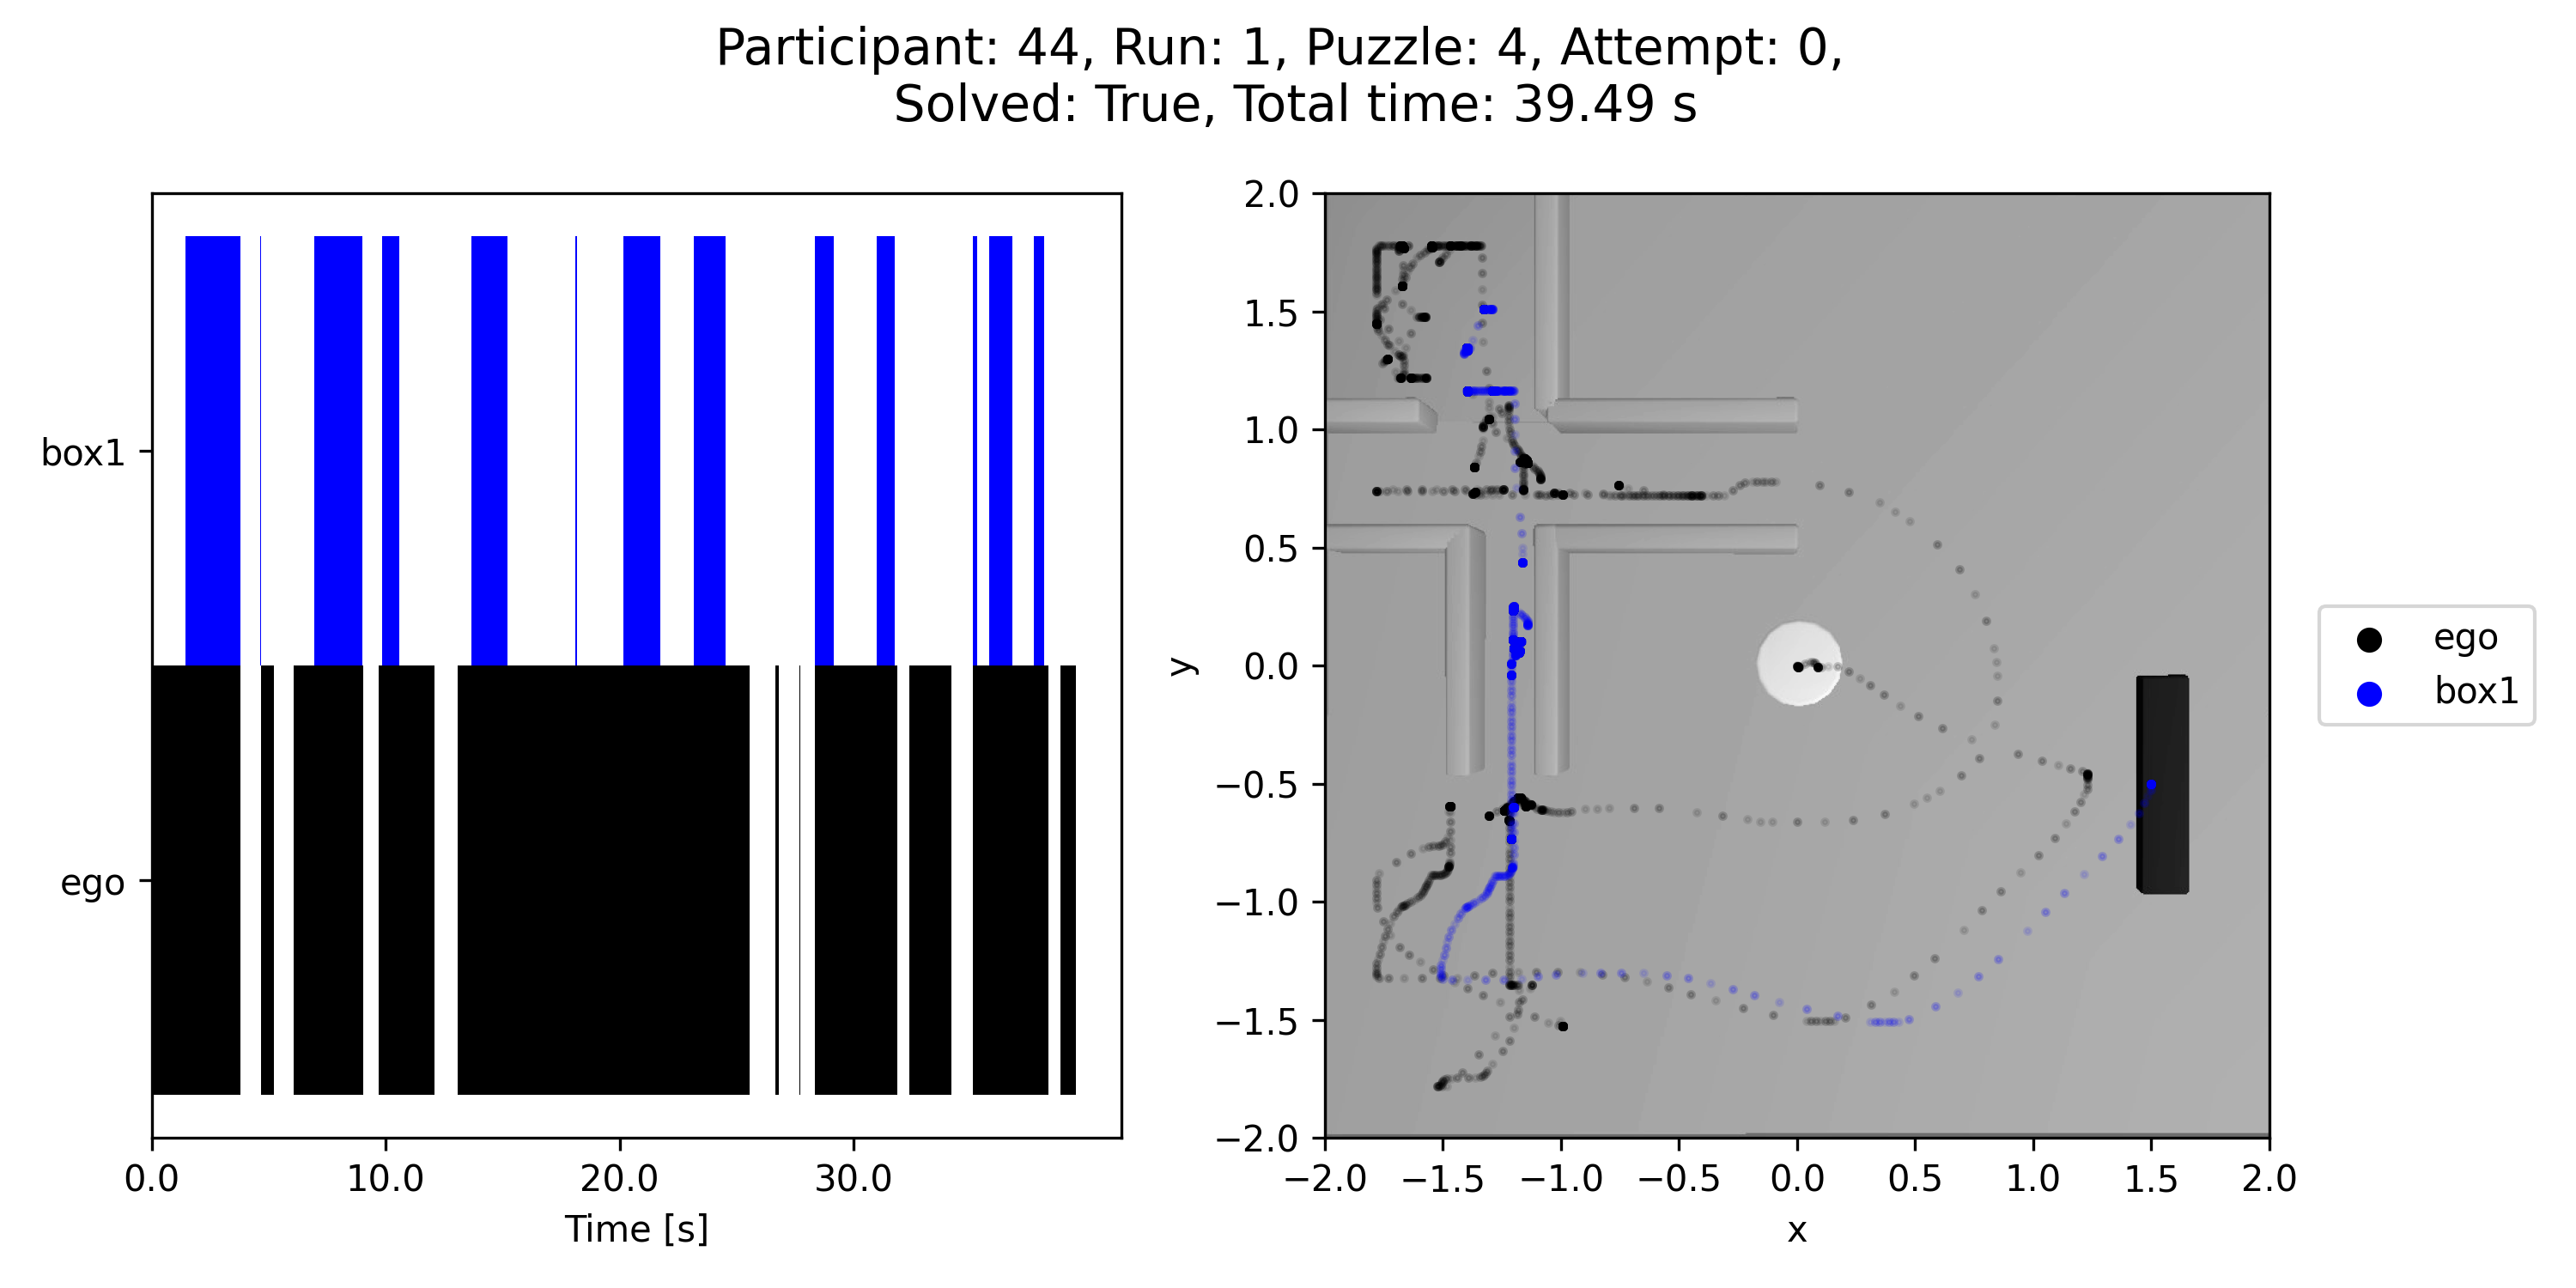 Participant: 44, Run: 1, Puzzle: 4, Attempt: 0,
Solved: True, Total time: 39.49 s
box1
ego
0.0 10.0 20.0 30.0
Time [s]
2.0
1.5
1.0
0.5
0.0
−0.5
−1.0
−1.5
−2.0
y
−2.0 −1.5 −1.0 −0.5 0.0 0.5 1.0 1.5 2.0
x
ego
box1